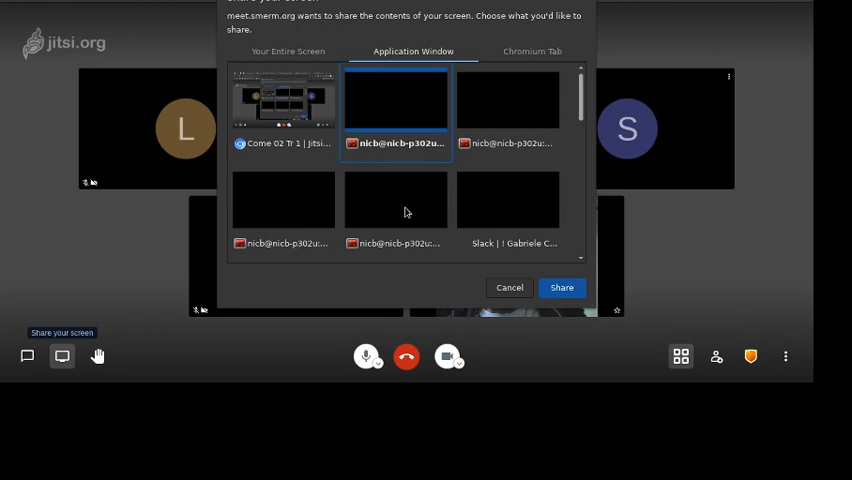 meet.smerm.org wants to share the contents of your screen. Choose what you'd like to
share.
Your Entire Screen Application Window Chromium Tab
jitsi.org
L
S
Come 02 Tr 1 | Jitsi... nicb@nicb-p302u... nicb@nicb-p302u:...
nicb@nicb-p302u:... nicb@nicb-p302u:... Slack | ! Gabriele C...
Cancel Share
Share your screen